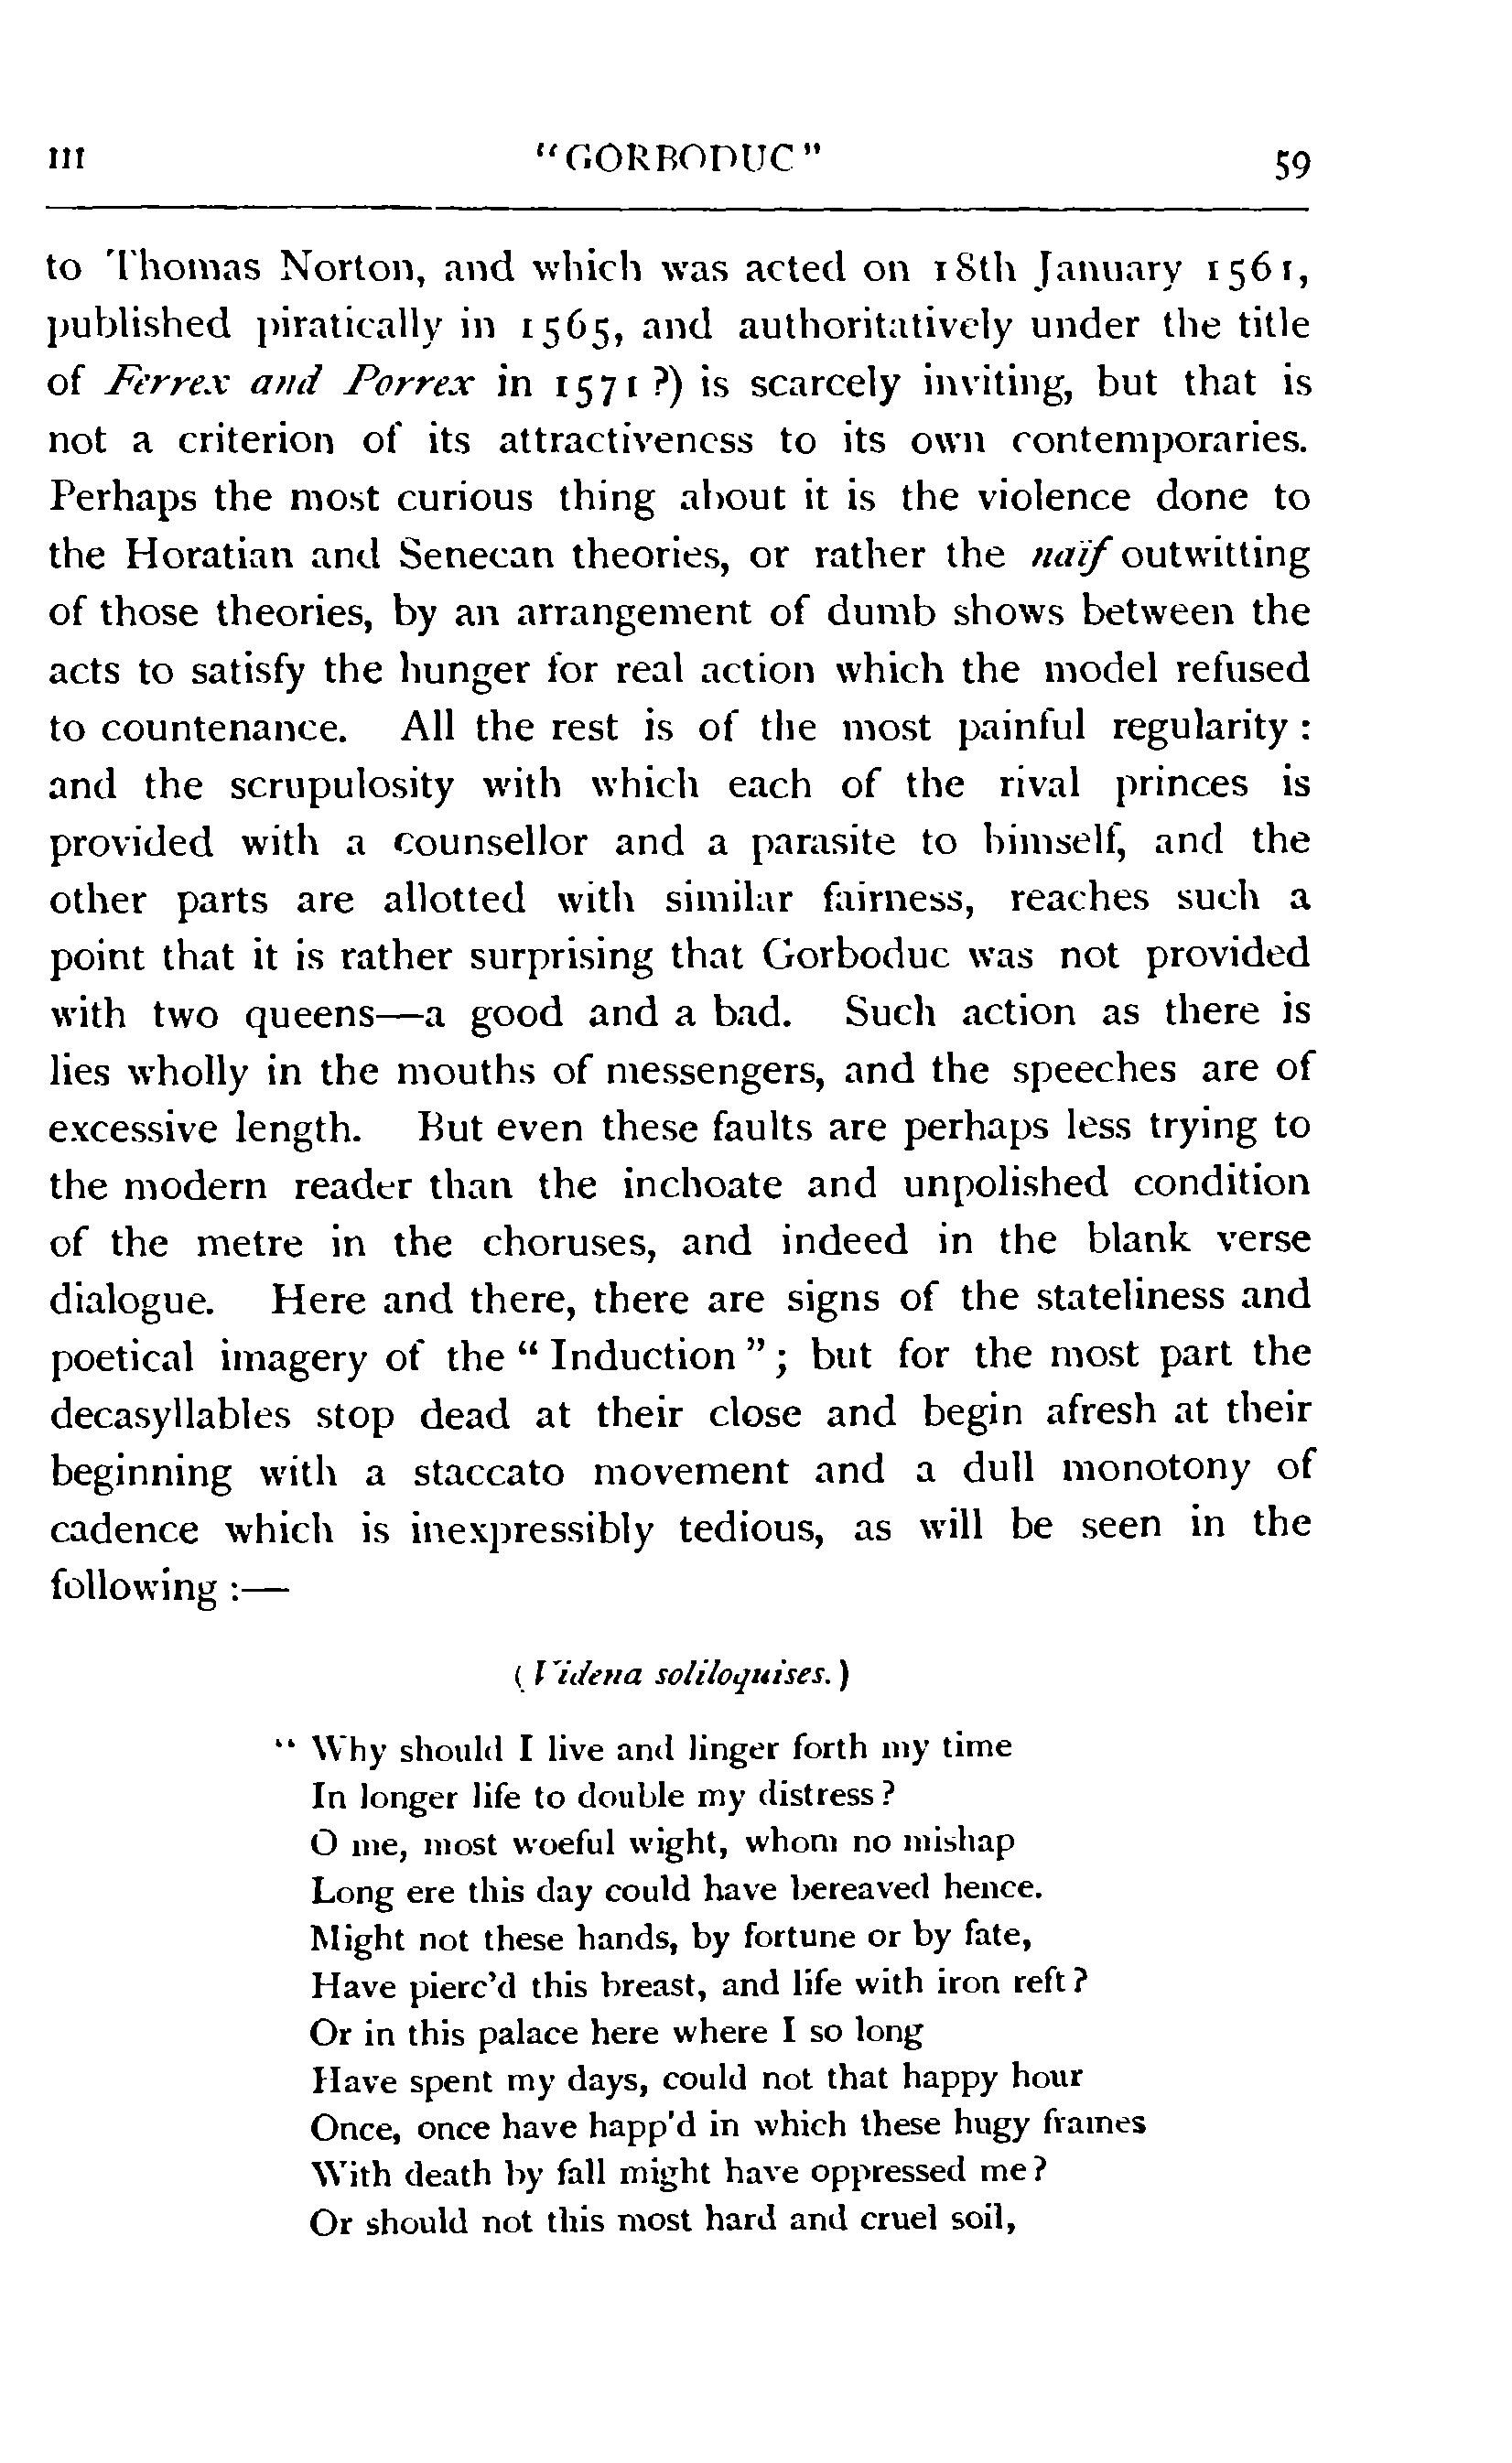 III "GORBODUC" 59
to Thomas Norton, and which was acted on 18th January 1561,
published piratically in 1565, and authoritatively under the title
of Ferrex and Porrex in 1571 ?) is scarcely inviting, but that is
not a criterion of its attractiveness to its own contemporaries.
Perhaps the most curious thing about it is the violence done to
the Horatian and Senecan theories, or rather the naïf outwitting
of those theories, by an arrangement of dumb shows between the
acts to satisfy the hunger for real action which the model refused
to countenance. All the rest is of the most painful regularity :
and the scrupulosity with which each of the rival princes is
provided with a counsellor and a parasite to himself, and the
other parts are allotted with similar fairness, reaches such a
point that it is rather surprising that Gorboduc was not provided
with two queens—a good and a bad. Such action as there is
lies wholly in the mouths of messengers, and the speeches are of
excessive length. But even these faults are perhaps less trying to
the modern reader than the inchoate and unpolished condition
of the metre in the choruses, and indeed in the blank verse
dialogue. Here and there, there are signs of the stateliness and
poetical imagery of the "Induction"; but for the most part the
decasyllables stop dead at their close and begin afresh at their
beginning with a staccato movement and a dull monotony of
cadence which is inexpressibly tedious, as will be seen in the
following :—
(Videna soliloquises.)
"Why should I live and linger forth my time
In longer life to double my distress?
O me, most woeful wight, whom no mishap
Long ere this day could have bereaved hence.
Might not these hands, by fortune or by fate,
Have pierc'd this breast, and life with iron reft?
Or in this palace here where I so long
Have spent my days, could not that happy hour
Once, once have happ'd in which these hugy frames
With death by fall might have oppressed me?
Or should not this most hard and cruel soil,